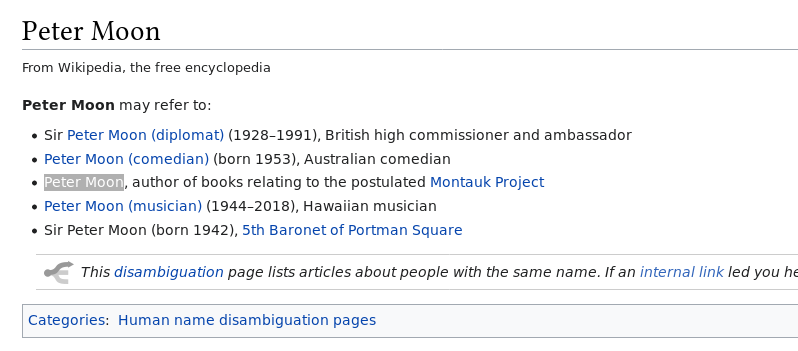 Peter Moon
From Wikipedia, the free encyclopedia
Peter Moon may refer to:
• Sir Peter Moon (diplomat) (1928–1991), British high commissioner and ambassador
• Peter Moon (comedian) (born 1953), Australian comedian
• Peter Moon, author of books relating to the postulated Montauk Project
• Peter Moon (musician) (1944–2018), Hawaiian musician
• Sir Peter Moon (born 1942), 5th Baronet of Portman Square
This disambiguation page lists articles about people with the same name. If an internal link led you he
Categories: Human name disambiguation pages